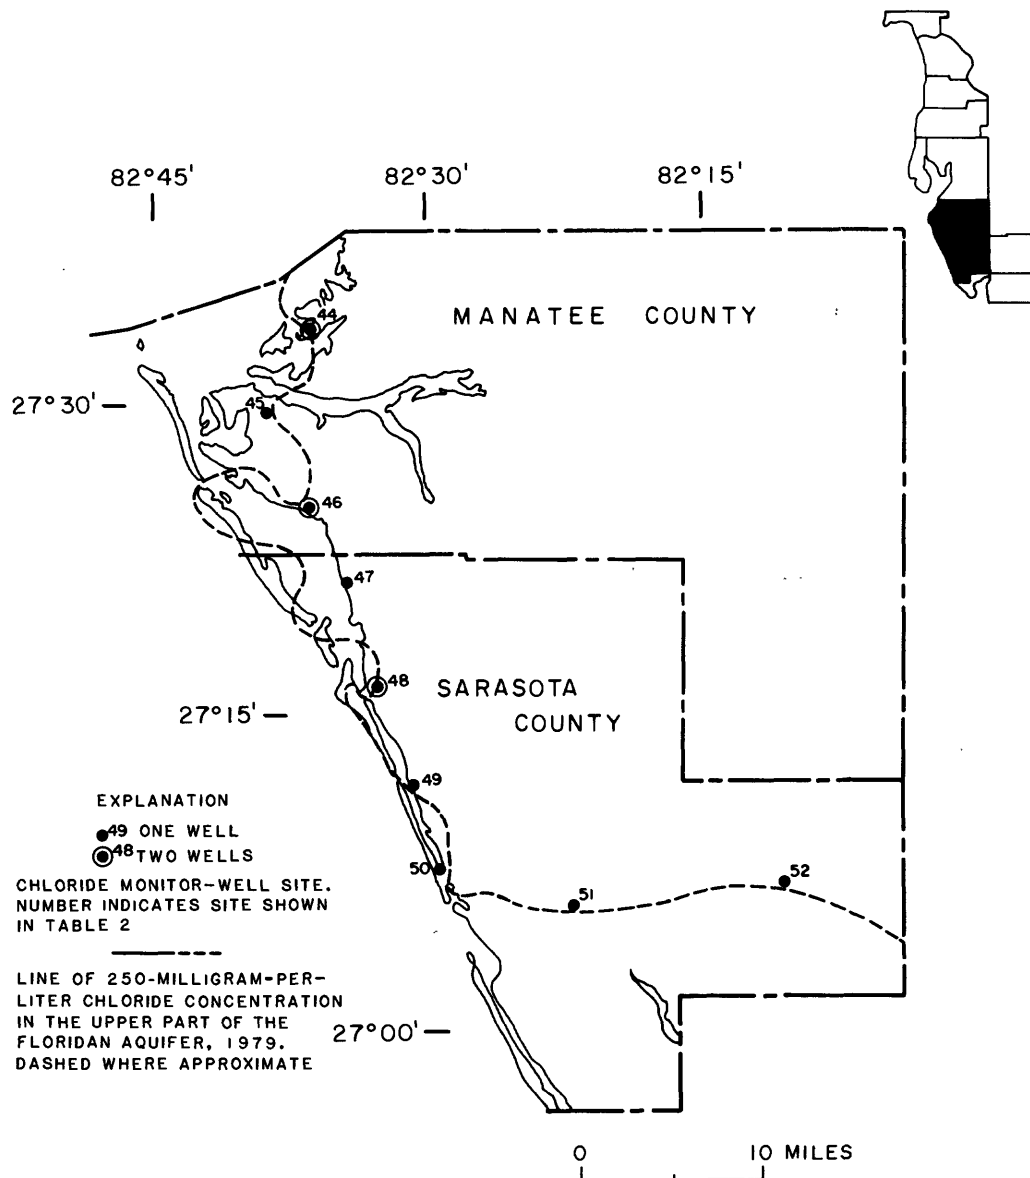 82°45'
82°30'
82°15'
44
MANATEE COUNTY
27°30'
45
46
47
48
SARASOTA
COUNTY
27°15'
49
EXPLANATION
49 ONE WELL
48 TWO WELLS
50
52
51
CHLORIDE MONITOR-WELL SITE.
NUMBER INDICATES SITE SHOWN
IN TABLE 2
LINE OF 250-MILLIGRAM-PER-
LITER CHLORIDE CONCENTRATION
IN THE UPPER PART OF THE
FLORIDAN AQUIFER, 1979.
DASHED WHERE APPROXIMATE
27°00'
0 10 MILES